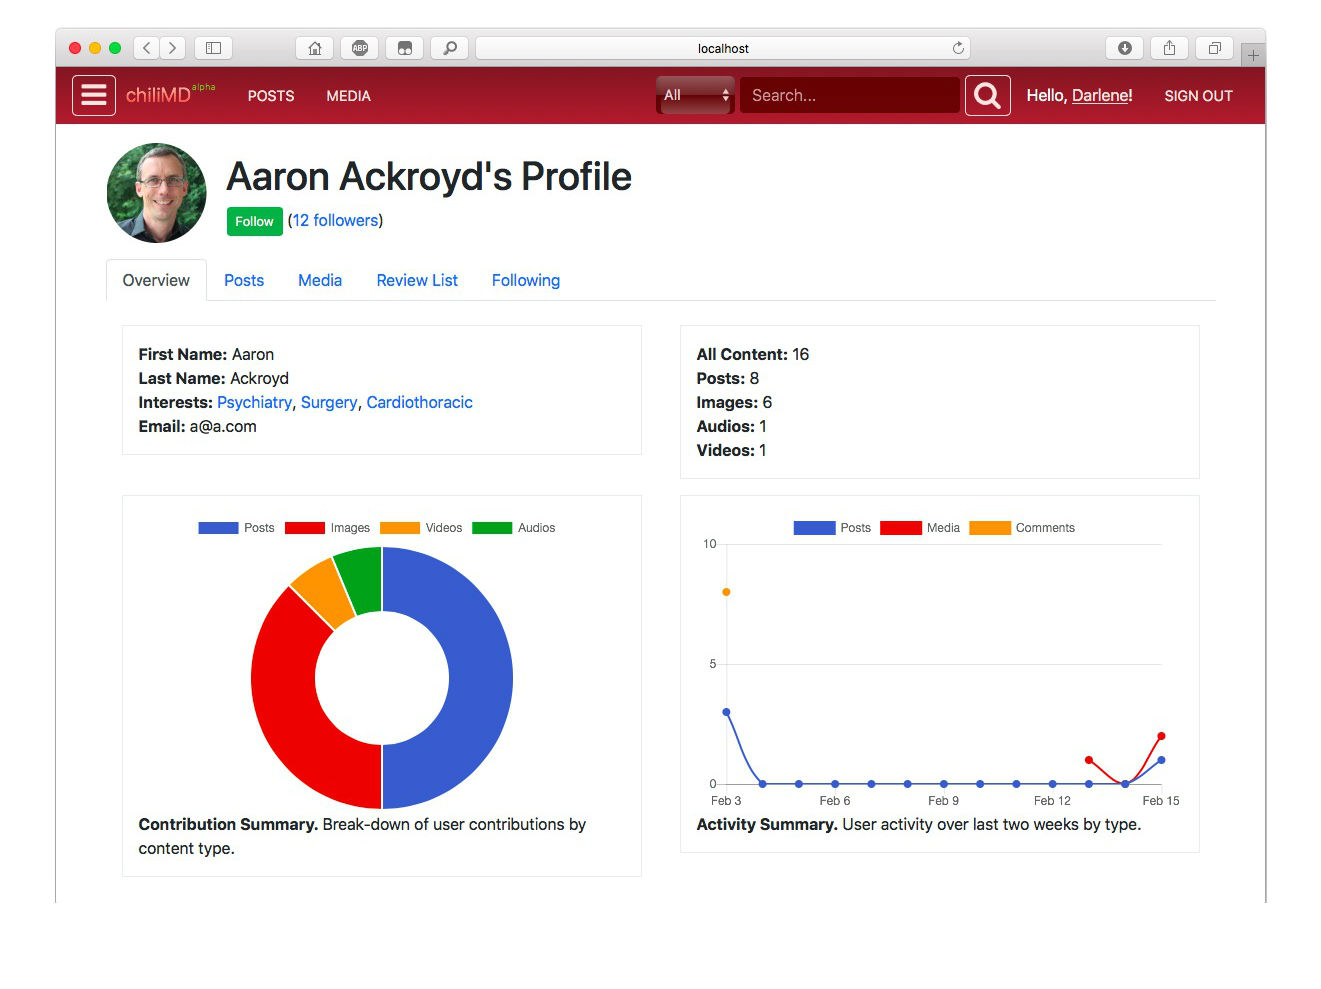 localhost
ABP
chiliMD alpha POSTS MEDIA All Search... Hello, Darlene! SIGN OUT
Aaron Ackroyd's Profile
Follow (12 followers)
Overview Posts Media Review List Following
First Name: Aaron
Last Name: Ackroyd
Interests: Psychiatry, Surgery, Cardiothoracic
Email: a@a.com
All Content: 16
Posts: 8
Images: 6
Audios: 1
Videos: 1
Posts Images Videos Audios
Contribution Summary. Break-down of user contributions by
content type.
Posts Media Comments
10
5
0
Feb 3 Feb 6 Feb 9 Feb 12 Feb 15
Activity Summary. User activity over last two weeks by type.